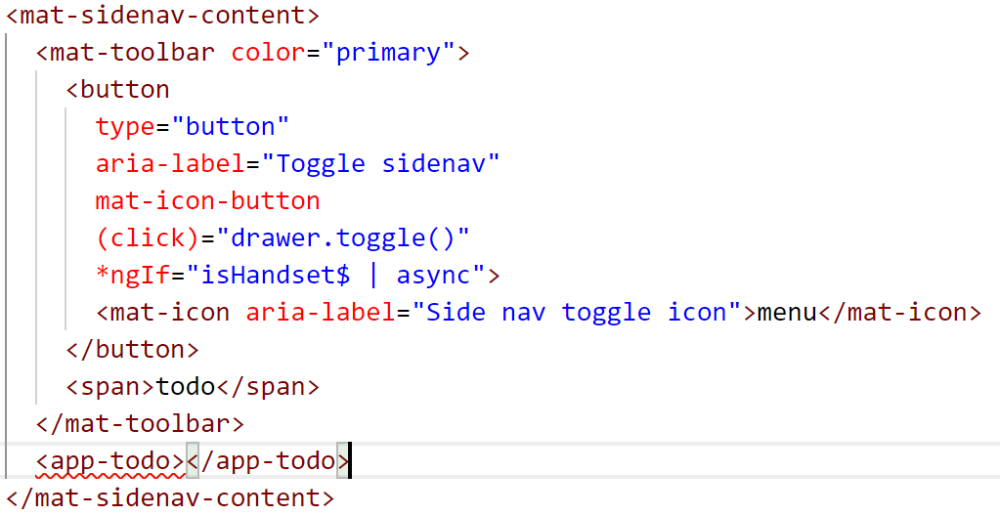 <mat-sidenav-content>
<mat-toolbar color="primary">
<button
type="button"
aria-label="Toggle sidenav"
mat-icon-button
(click)="drawer.toggle()"
*ngIf="isHandset$ | async">
<mat-icon aria-label="Side nav toggle icon">menu</mat-icon>
</button>
<span>todo</span>
</mat-toolbar>
<app-todo></app-todo>
</mat-sidenav-content>